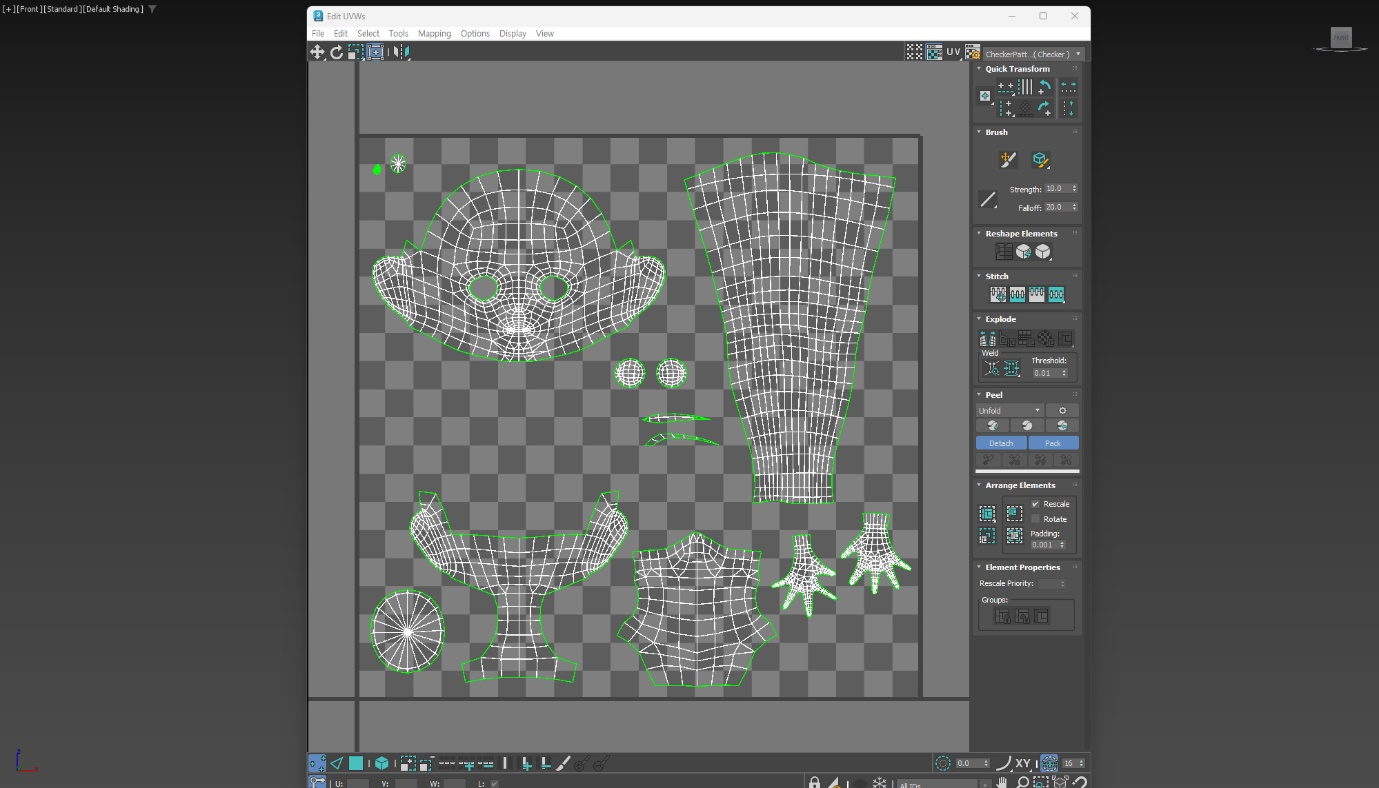 [+][Front][Standard][Default Shading]
Edit UVWs
File Edit Select Tools Mapping Options Display View
UV CheckerPatt...( Checker )
Quick Transform
Brush
Strength: 10.0
Falloff: 20.0
Reshape Elements
Stitch
Explode
Weld
Threshold:
0.01
Peel
Unfold
Detach Pack
Arrange Elements
Rescale
Rotate
Padding:
0.001
Element Properties
Rescale Priority:
Groups:
0.0 XY 16
U: V: W: L: All IDs